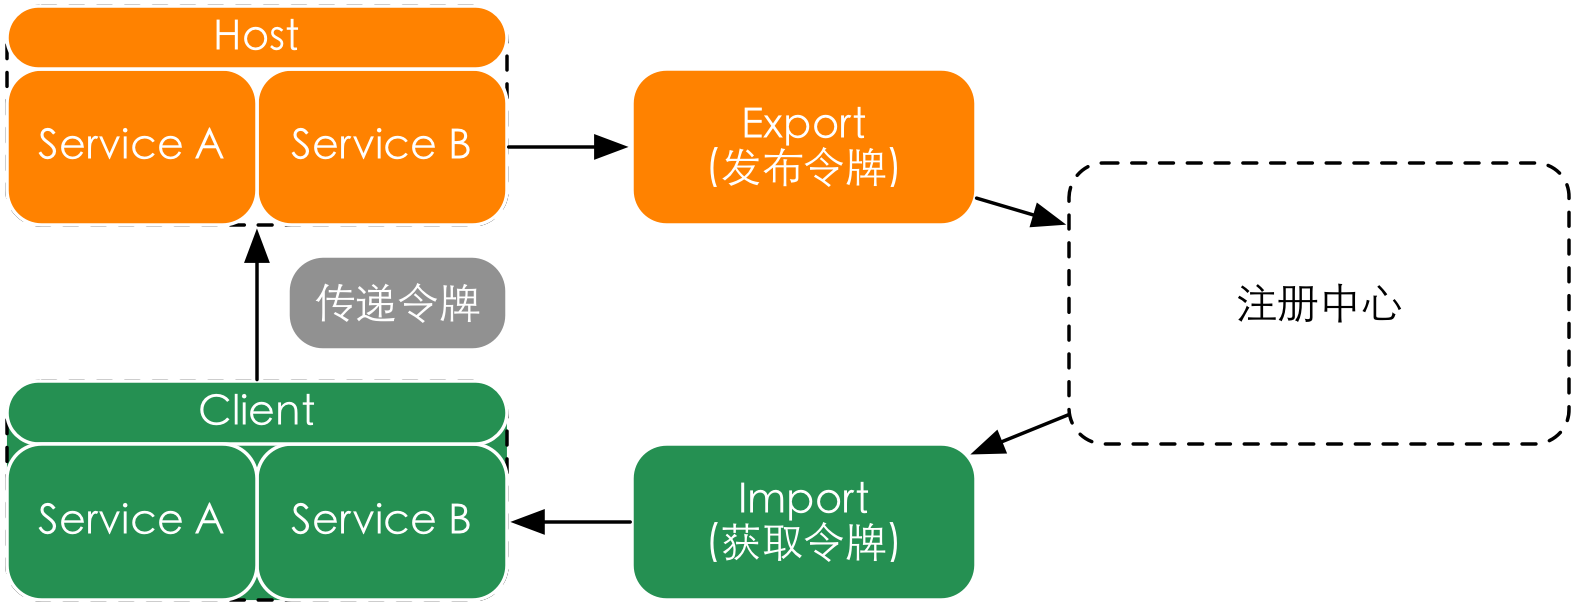 Host
Service A
Service B
Export
(发布令牌)
注册中心
传递令牌
Client
Service A
Service B
Import
(获取令牌)